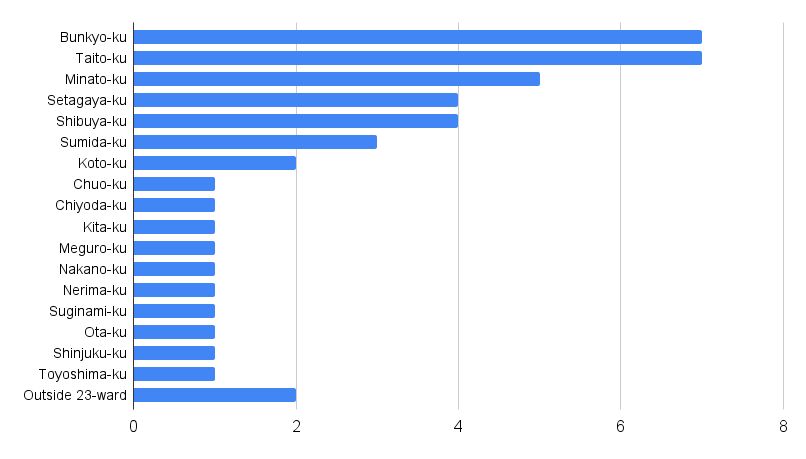 Bunkyo-ku
Taito-ku
Minato-ku
Setagaya-ku
Shibuya-ku
Sumida-ku
Koto-ku
Chuo-ku
Chiyoda-ku
Kita-ku
Meguro-ku
Nakano-ku
Nerima-ku
Suginami-ku
Ota-ku
Shinjuku-ku
Toyoshima-ku
Outside 23-ward
0 2 4 6 8